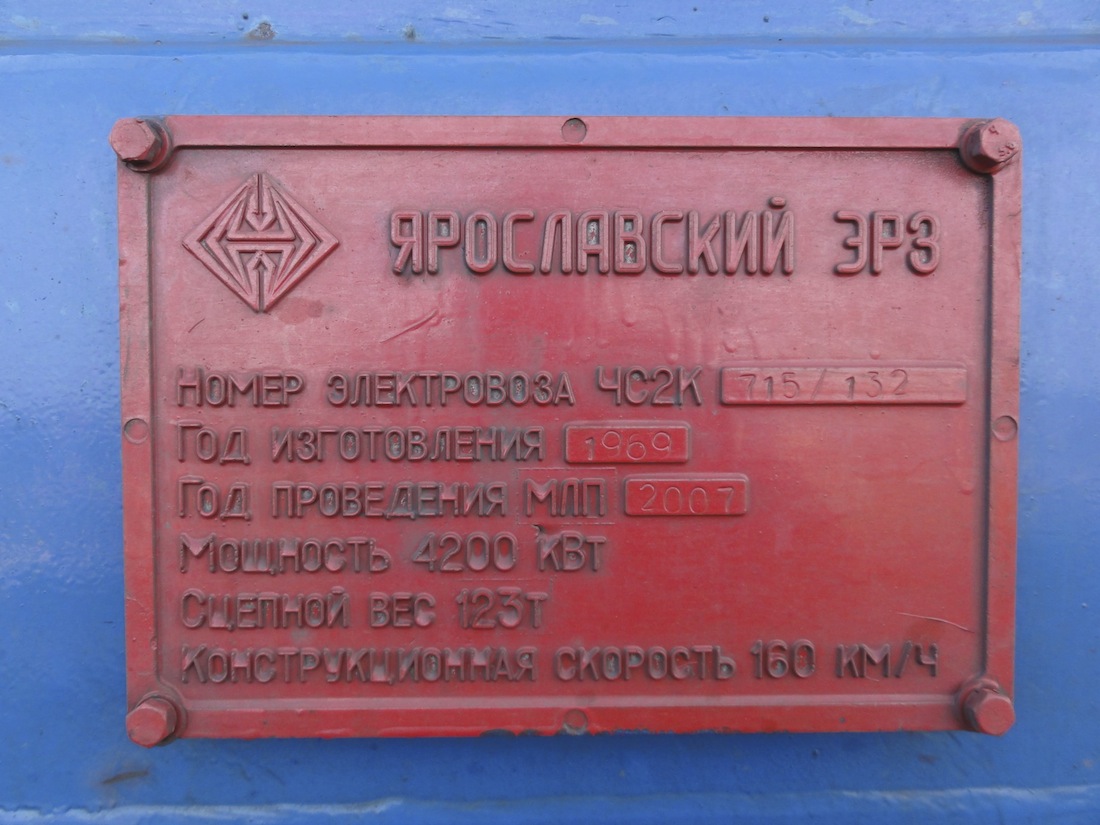 ЯРОСЛАВСКИЙ ЭРЗ
НОМЕР ЭЛЕКТРОВОЗА ЧС2К 715/132
ГОД ИЗГОТОВЛЕНИЯ 1969
ГОД ПРОВЕДЕНИЯ МЛП 2007
МОЩНОСТЬ 4200 КВТ
СЦЕПНОЙ ВЕС 123Т
КОНСТРУКЦИОННАЯ СКОРОСТЬ 160 КМ/Ч